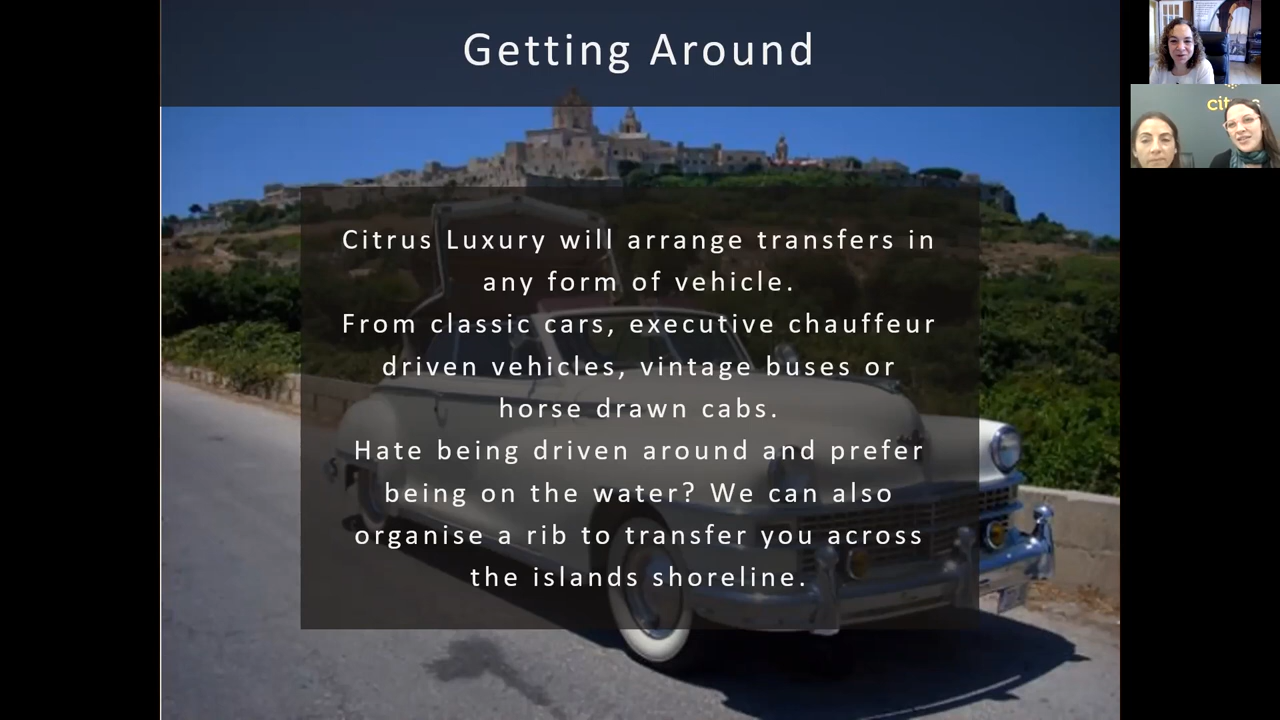 Getting Around
Citrus Luxury will arrange transfers in
any form of vehicle.
From classic cars, executive chauffeur
driven vehicles, vintage buses or
horse drawn cabs.
Hate being driven around and prefer
being on the water? We can also
organise a rib to transfer you across
the islands shoreline.